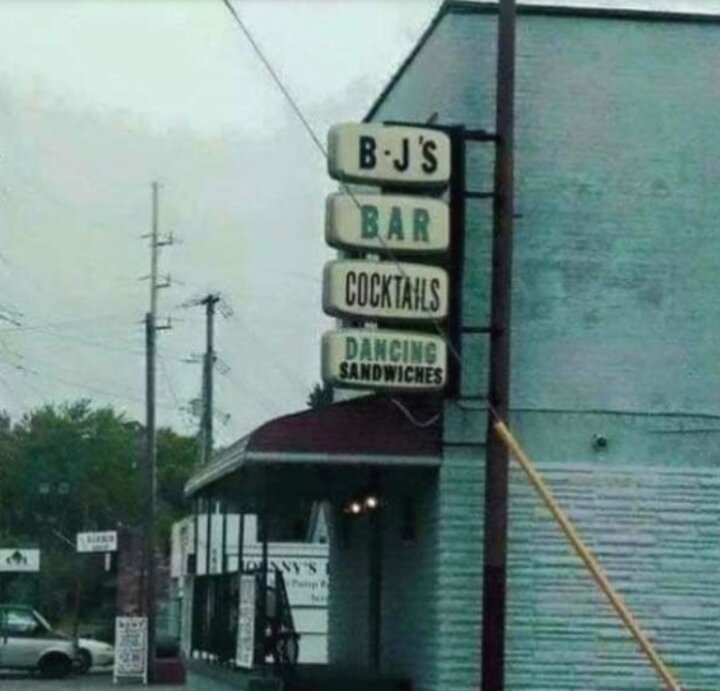 B-J'S
BAR
COCKTAILS
DANCING
SANDWICHES